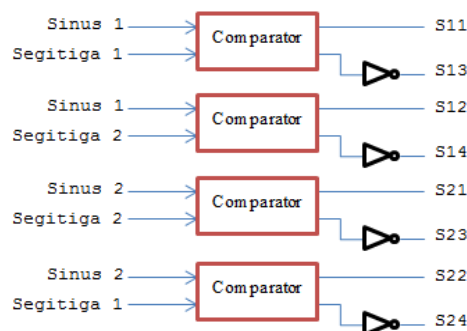 Sinus 1
Segitiga 1
Comparator
S11
S13
Sinus 1
Segitiga 2
Comparator
S12
S14
Sinus 2
Segitiga 2
Comparator
S21
S23
Sinus 2
Segitiga 1
Comparator
S22
S24